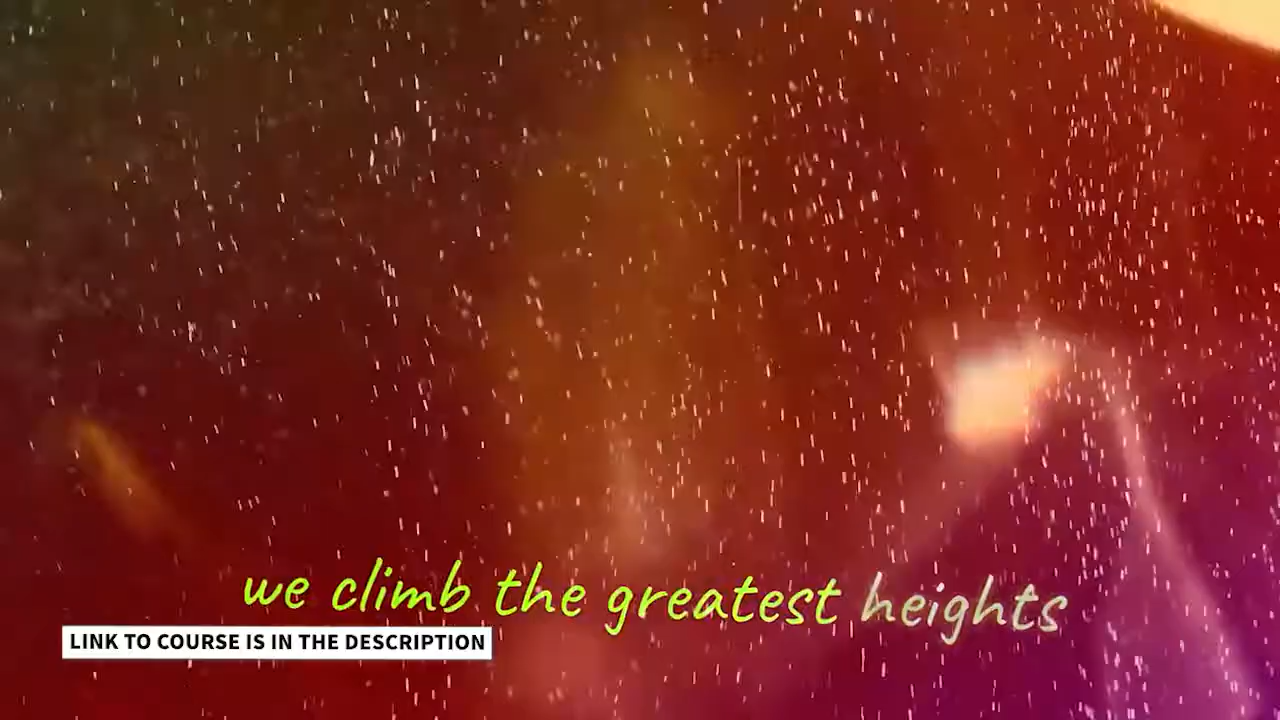 we climb the greatest heights
LINK TO COURSE IS IN THE DESCRIPTION